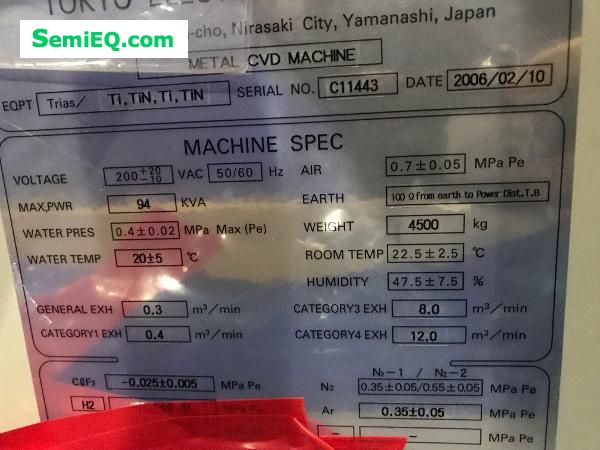 TOKYO
SemiEQ.com
-cho, Nirasaki City, Yamanashi, Japan
METAL CVD MACHINE
EQPT Trias/ Ti,TiN,Ti,TiN SERIAL NO. C11443 DATE 2006/02/10
MACHINE SPEC
VOLTAGE 200 +20 -10 VAC 50/60 Hz AIR 0.7±0.05 MPa Pe
MAX,PWR 94 KVA EARTH 100 Ω from earth to Power Dist,T,B
WATER PRES 0.4±0.02 MPa Max (Pe) WEIGHT 4500 kg
WATER TEMP 20±5 ℃ ROOM TEMP 22.5±2.5 ℃
HUMIDITY 47.5±7.5 %
GENERAL EXH 0.3 m³/min CATEGORY3 EXH 8.0 m³/min
CATEGORY1 EXH 0.4 m³/min CATEGORY4 EXH 12.0 m³/min
N₂-1 / N₂-2
-0.025±0.005 MPa Pe N₂ 0.35±0.05/0.55±0.05 MPa Pe
H2 MPa Pe Ar 0.35±0.05 MPa Pe
- - MPa Pe